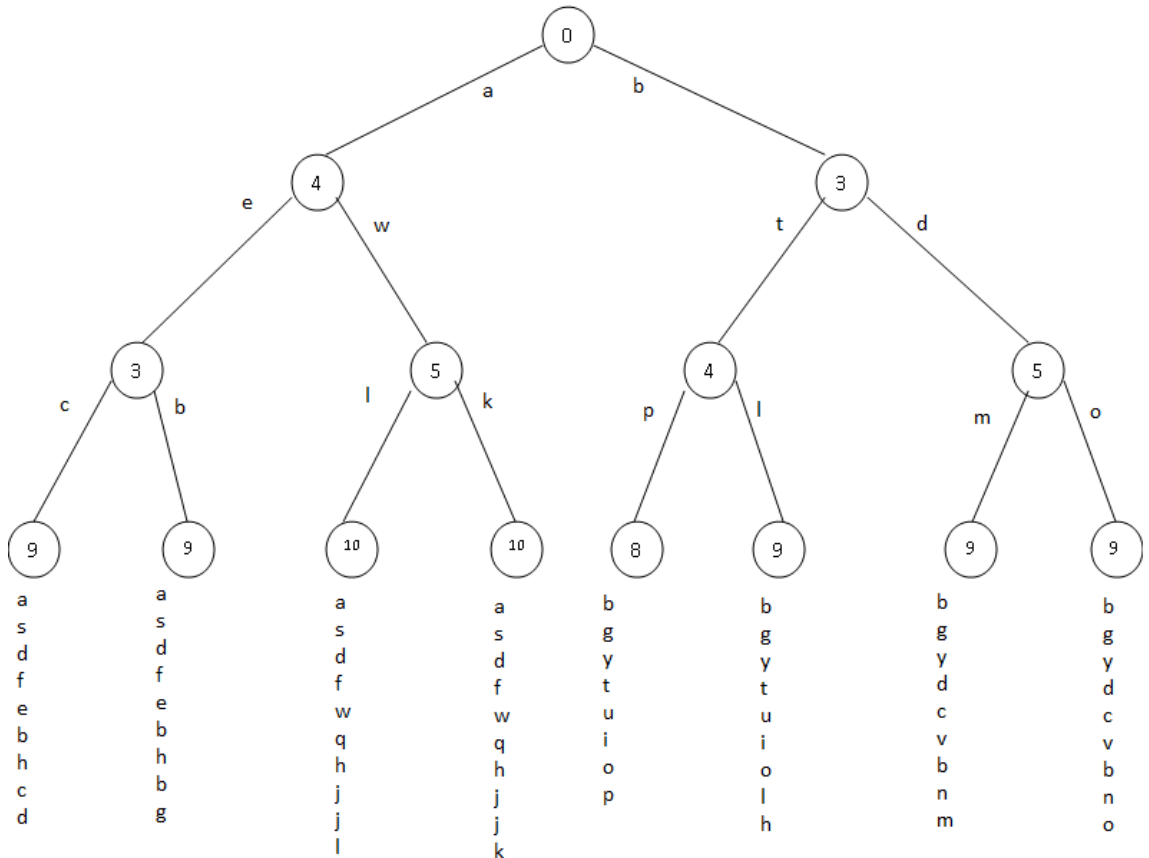 0
a b
4 3
e w t d
3 5 4 5
c b l k p l m o
9 9 10 10 8 9 9 9
a s d f e b h c d
a s d f e b h b g
a s d f w q h j j l
a s d f w q h j j k
b g y t u i o p
b g y t u i o l h
b g y d c v b n m
b g y d c v b n o